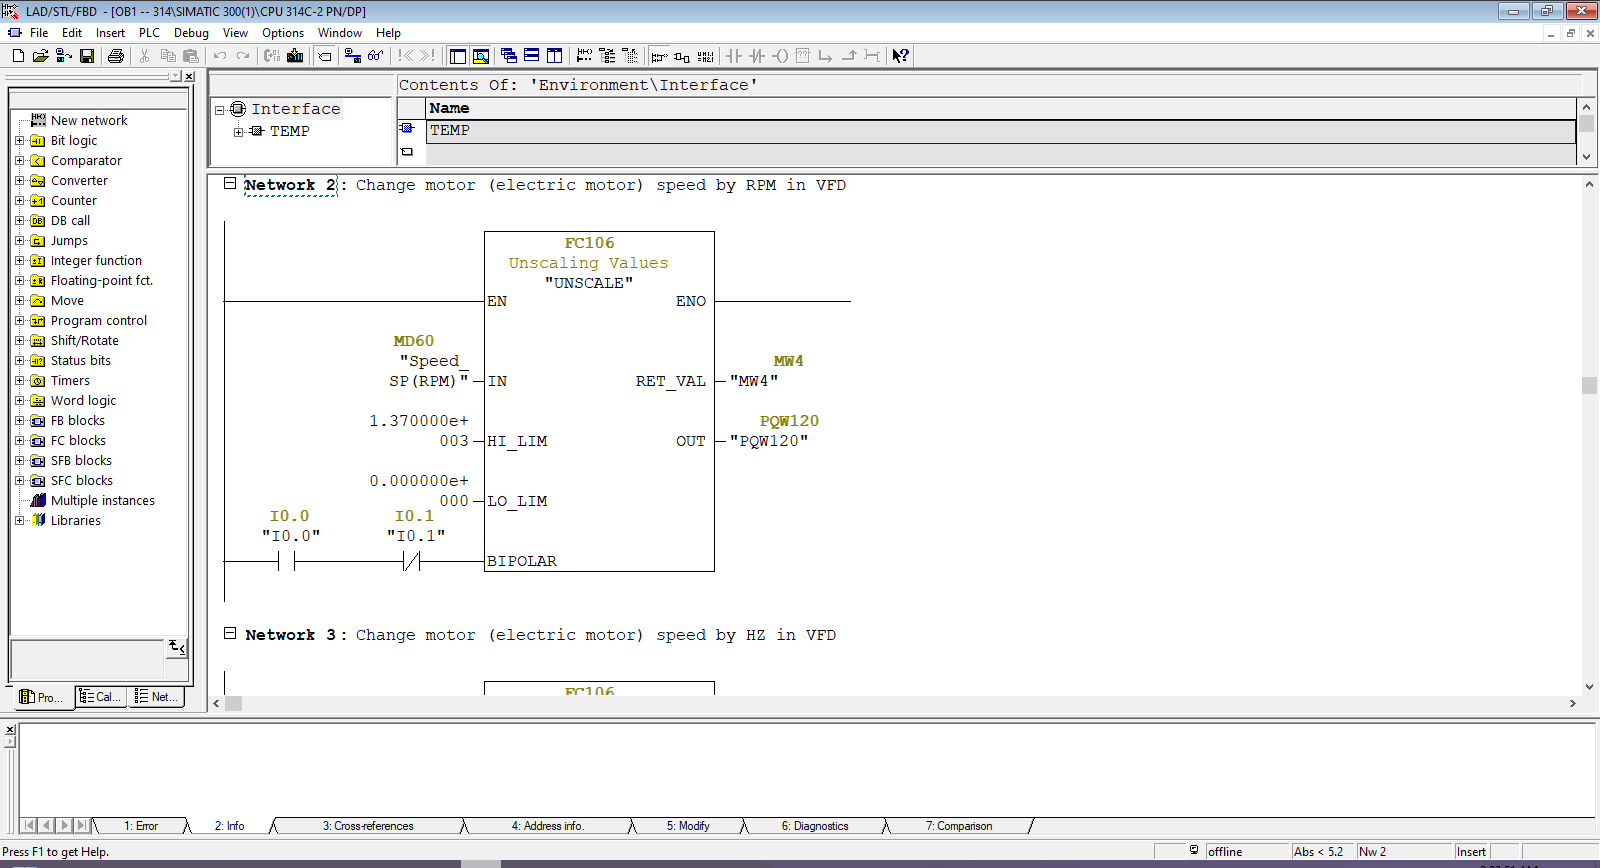 LAD/STL/FBD - [OB1 -- 314\SIMATIC 300(1)\CPU 314C-2 PN/DP]
File Edit Insert PLC Debug View Options Window Help
New network
Bit logic
Comparator
Converter
Counter
DB call
Jumps
Integer function
Floating-point fct.
Move
Program control
Shift/Rotate
Status bits
Timers
Word logic
FB blocks
FC blocks
SFB blocks
SFC blocks
Multiple instances
Libraries
Pro... Cal... Net...
Interface
TEMP
Contents Of: 'Environment\Interface'
Name
TEMP
Network 2: Change motor (electric motor) speed by RPM in VFD
FC106
Unscaling Values
"UNSCALE"
EN ENO
MD60
"Speed_
SP(RPM)" IN
MW4
RET_VAL "MW4"
1.370000e+
003 HI_LIM
PQW120
OUT "PQW120"
0.000000e+
000 LO_LIM
I0.0 I0.1
"I0.0" "I0.1"
BIPOLAR
Network 3: Change motor (electric motor) speed by HZ in VFD
FC106
1: Error 2: Info 3: Cross-references 4: Address info. 5: Modify 6: Diagnostics 7: Comparison
Press F1 to get Help.
offline Abs < 5.2 Nw 2 Insert